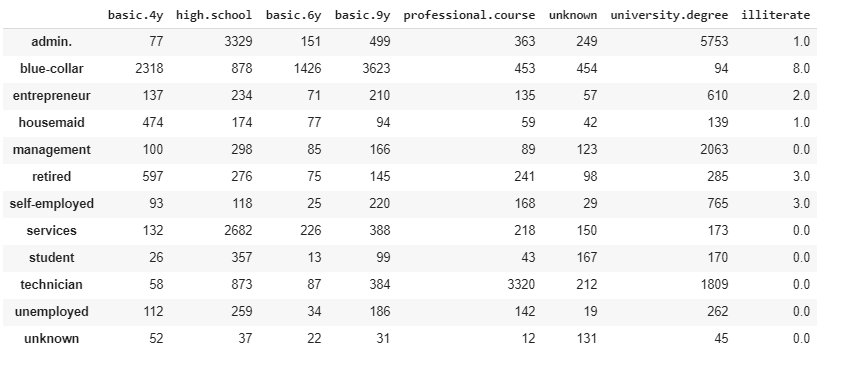 basic.4y high.school basic.6y basic.9y professional.course unknown university.degree illiterate
admin. 77 3329 151 499 363 249 5753 1.0
blue-collar 2318 878 1426 3623 453 454 94 8.0
entrepreneur 137 234 71 210 135 57 610 2.0
housemaid 474 174 77 94 59 42 139 1.0
management 100 298 85 166 89 123 2063 0.0
retired 597 276 75 145 241 98 285 3.0
self-employed 93 118 25 220 168 29 765 3.0
services 132 2682 226 388 218 150 173 0.0
student 26 357 13 99 43 167 170 0.0
technician 58 873 87 384 3320 212 1809 0.0
unemployed 112 259 34 186 142 19 262 0.0
unknown 52 37 22 31 12 131 45 0.0